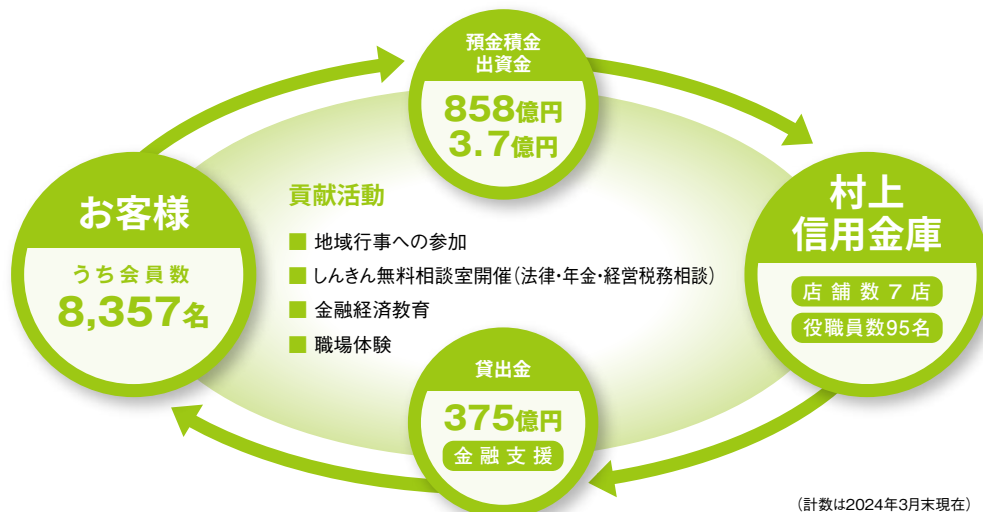 預金積金
出資金
858億円
3.7億円
お客様
うち会員数
8,357名
貢献活動
■ 地域行事への参加
■ しんきん無料相談室開催(法律・年金・経営税務相談)
■ 金融経済教育
■ 職場体験
村上
信用金庫
店舗数7店
役職員数95名
貸出金
375億円
金融支援
(計数は2024年3月末現在)